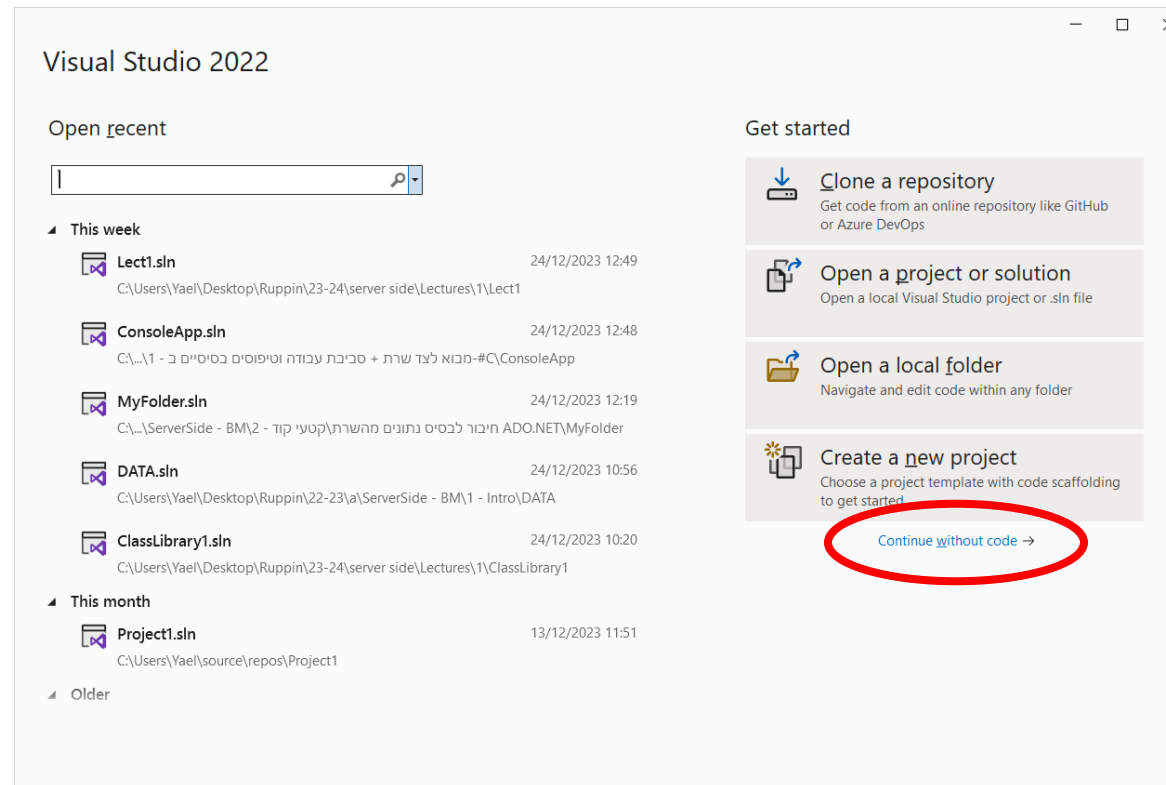 Visual Studio 2022
Open recent
This week
Lect1.sln 24/12/2023 12:49
C:\Users\Yael\Desktop\Ruppin\23-24\server side\Lectures\1\Lect1
ConsoleApp.sln 24/12/2023 12:48
C:\...\1 - מבוא לצד שרת + סביבת עבודה וטיפוסים בסיסיים ב-C#\ConsoleApp
MyFolder.sln 24/12/2023 12:19
C:\...\ServerSide - BM\2 - חיבור לבסיס נתונים מהשרת\קטעי קוד ADO.NET\MyFolder
DATA.sln 24/12/2023 10:56
C:\Users\Yael\Desktop\Ruppin\22-23\a\ServerSide - BM\1 - Intro\DATA
ClassLibrary1.sln 24/12/2023 10:20
C:\Users\Yael\Desktop\Ruppin\23-24\server side\Lectures\1\ClassLibrary1
This month
Project1.sln 13/12/2023 11:51
C:\Users\Yael\source\repos\Project1
Older
Get started
Clone a repository
Get code from an online repository like GitHub
or Azure DevOps
Open a project or solution
Open a local Visual Studio project or .sln file
Open a local folder
Navigate and edit code within any folder
Create a new project
Choose a project template with code scaffolding
to get started
Continue without code →